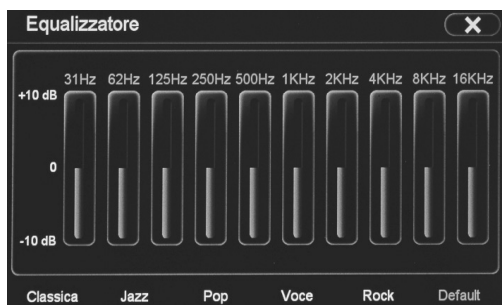 Equalizzatore
31Hz 62Hz 125Hz 250Hz 500Hz 1KHz 2KHz 4KHz 8KHz 16KHz
+10 dB
0
-10 dB
Classica Jazz Pop Voce Rock Default